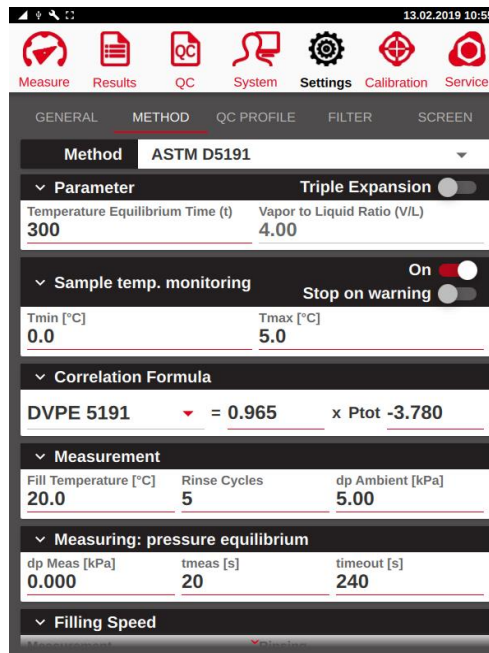 13.02.2019 10:59
Measure Results QC System Settings Calibration Service
GENERAL METHOD QC PROFILE FILTER SCREEN
Method ASTM D5191
Parameter Triple Expansion
Temperature Equilibrium Time (t) Vapor to Liquid Ratio (V/L)
300 4.00
On
Sample temp. monitoring
Stop on warning
Tmin [°C] Tmax [°C]
0.0 5.0
Correlation Formula
DVPE 5191 = 0.965 x Ptot -3.780
Measurement
Fill Temperature [°C] Rinse Cycles dp Ambient [kPa]
20.0 5 5.00
Measuring: pressure equilibrium
dp Meas [kPa] tmeas [s] timeout [s]
0.000 20 240
Filling Speed
Measurement Rinsing